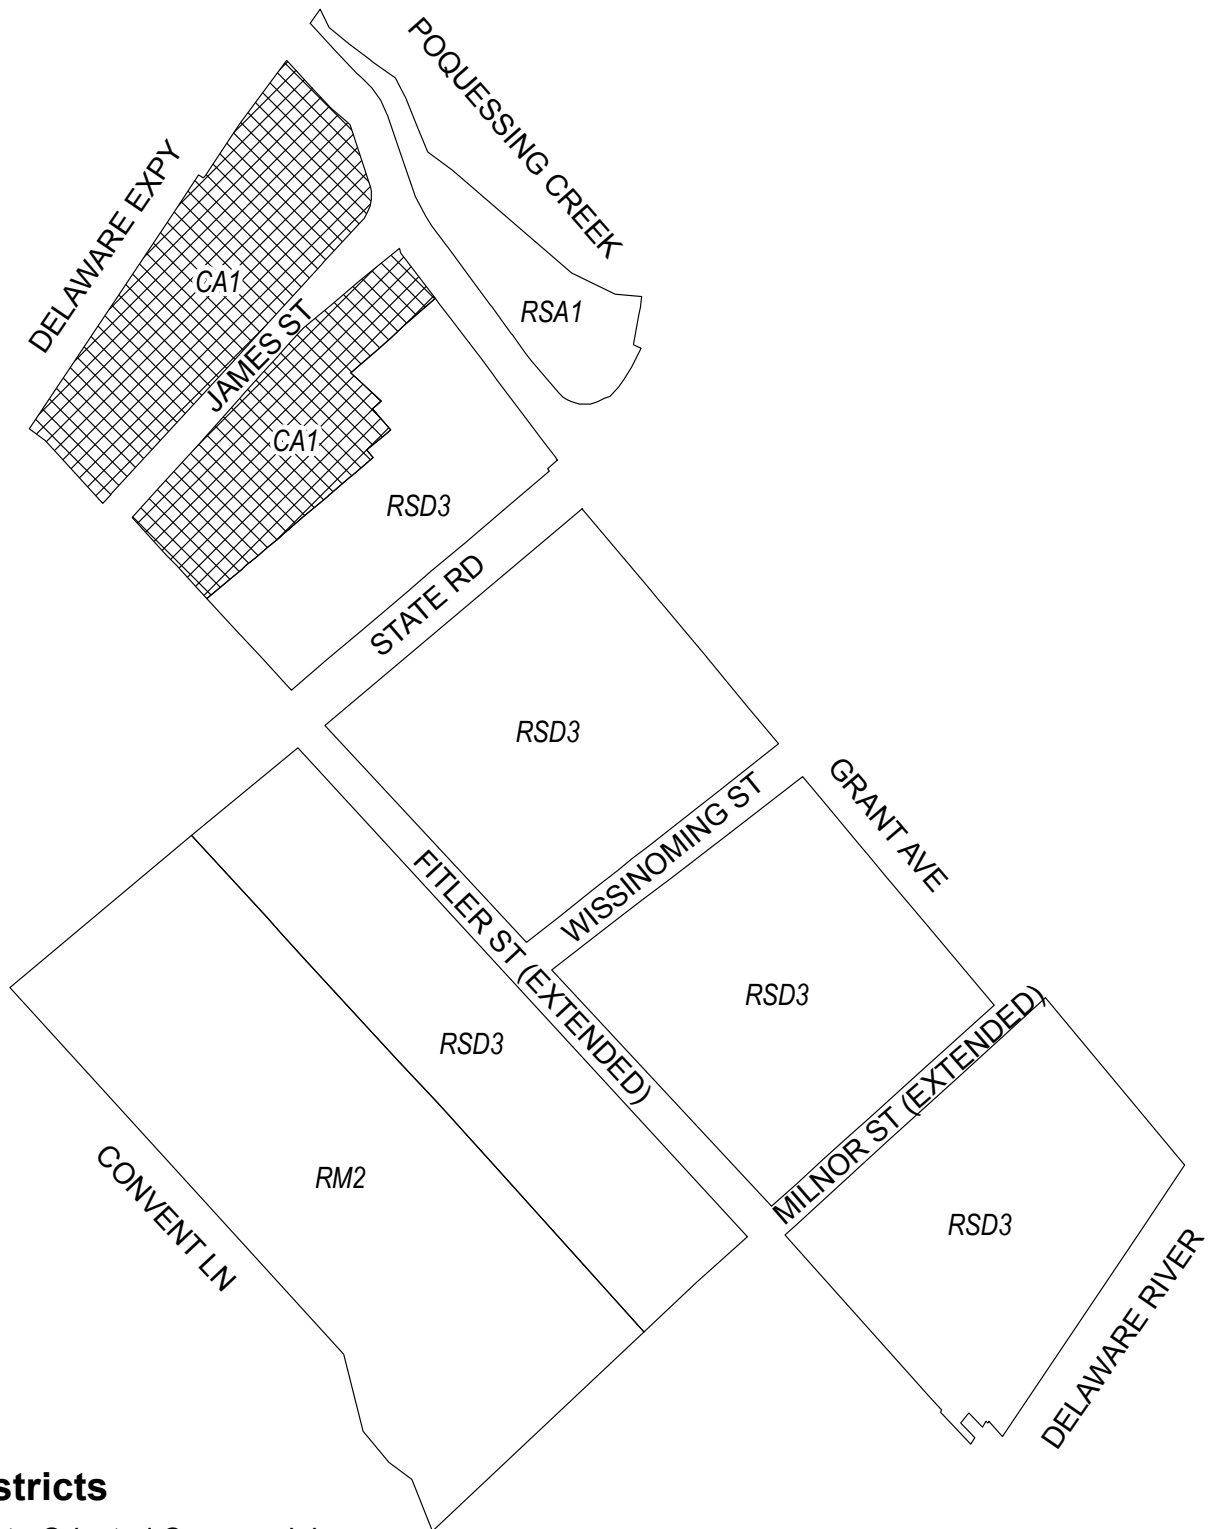 POQUESSING CREEK
DELAWARE EXPY
CA1
RSA1
JAMES ST
CA1
RSD3
STATE RD
RSD3
WISSINOMING ST
GRANT AVE
FITLER ST (EXTENDED)
RSD3
RSD3
MILNOR ST (EXTENDED)
RM2
CONVENT LN
RSD3
DELAWARE RIVER
stricts